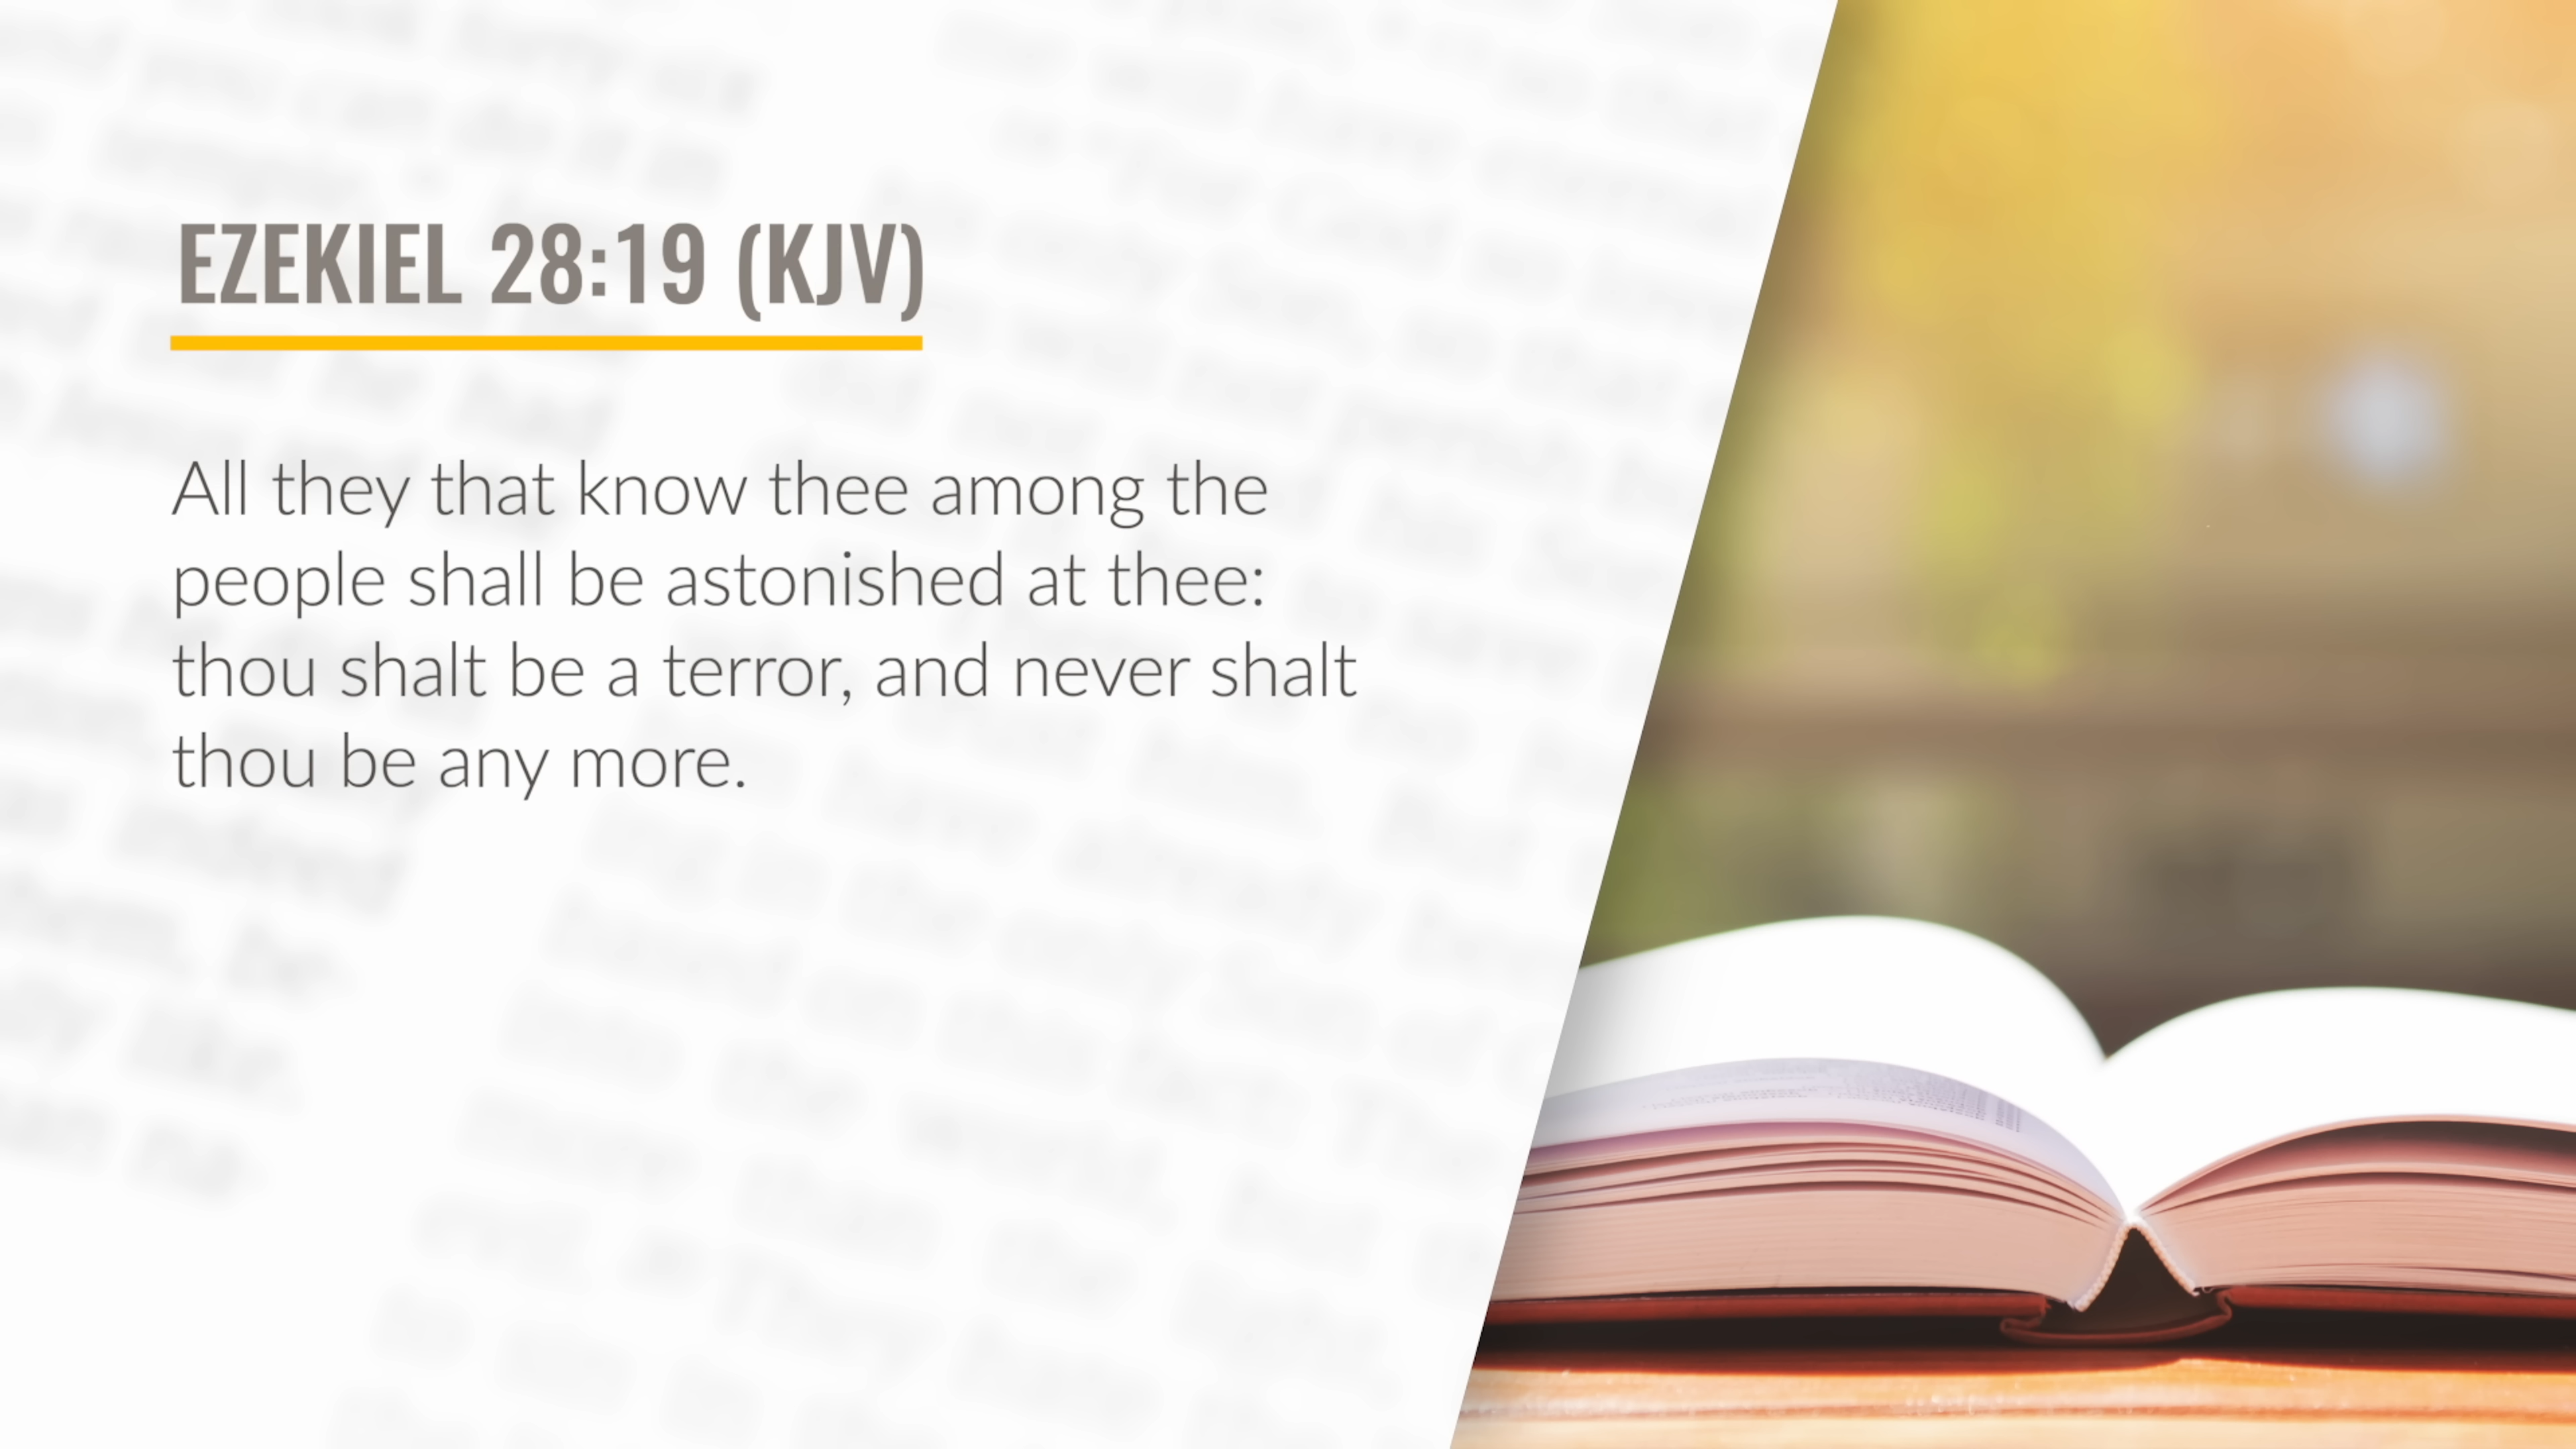 EZEKIEL 28:19 (KJV)
All they that know thee among the
people shall be astonished at thee:
thou shalt be a terror, and never shalt
thou be any more.